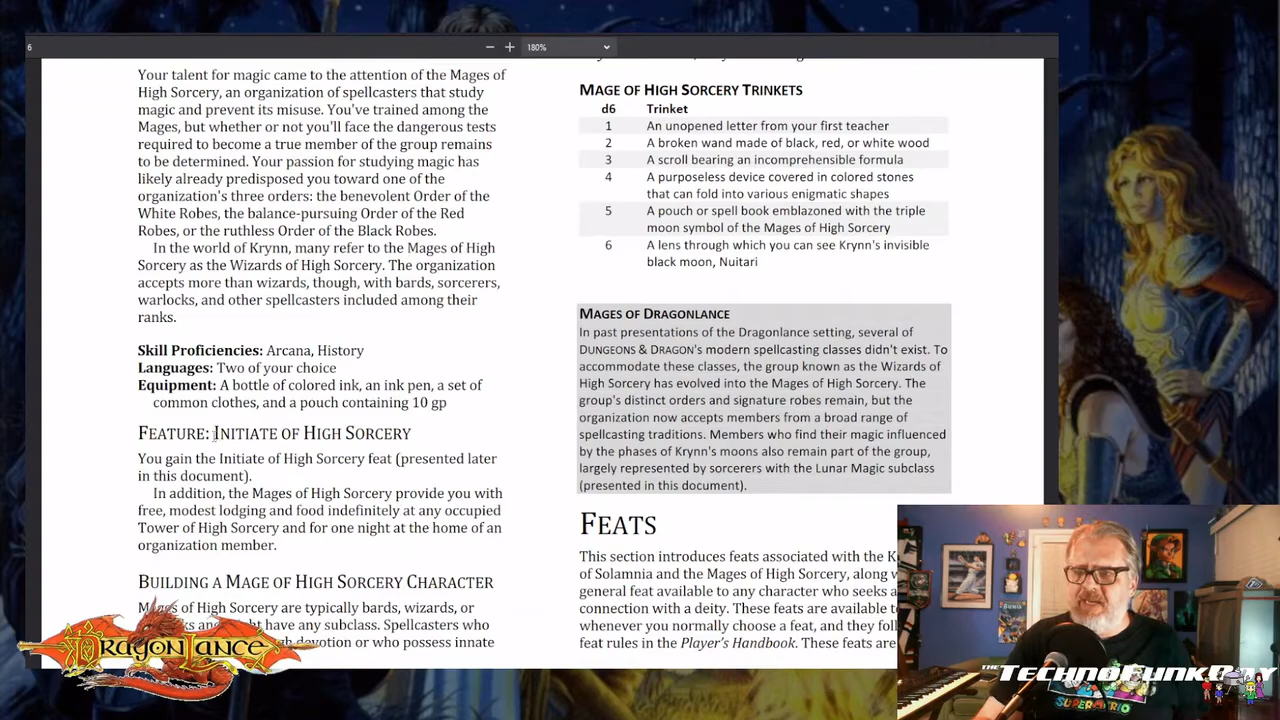 6
180%
Your talent for magic came to the attention of the Mages of
High Sorcery, an organization of spellcasters that study
magic and prevent its misuse. You've trained among the
Mages, but whether or not you'll face the dangerous tests
required to become a true member of the group remains
to be determined. Your passion for studying magic has
likely already predisposed you toward one of the
organization's three orders: the benevolent Order of the
White Robes, the balance-pursuing Order of the Red
Robes, or the ruthless Order of the Black Robes.
In the world of Krynn, many refer to the Mages of High
Sorcery as the Wizards of High Sorcery. The organization
accepts more than wizards, though, with bards, sorcerers,
warlocks, and other spellcasters included among their
ranks.
Skill Proficiencies: Arcana, History
Languages: Two of your choice
Equipment: A bottle of colored ink, an ink pen, a set of
common clothes, and a pouch containing 10 gp
FEATURE: INITIATE OF HIGH SORCERY
You gain the Initiate of High Sorcery feat (presented later
in this document).
In addition, the Mages of High Sorcery provide you with
free, modest lodging and food indefinitely at any occupied
Tower of High Sorcery and for one night at the home of an
organization member.
BUILDING A MAGE OF HIGH SORCERY CHARACTER
Mages of High Sorcery are typically bards, wizards, or
have any subclass. Spellcasters who
devotion or who possess innate
MAGE OF HIGH SORCERY TRINKETS
d6 Trinket
1 An unopened letter from your first teacher
2 A broken wand made of black, red, or white wood
3 A scroll bearing an incomprehensible formula
4 A purposeless device covered in colored stones
that can fold into various enigmatic shapes
5 A pouch or spell book emblazoned with the triple
moon symbol of the Mages of High Sorcery
6 A lens through which you can see Krynn's invisible
black moon, Nuitari
MAGES OF DRAGONLANCE
In past presentations of the Dragonlance setting, several of
DUNGEONS & DRAGON'S modern spellcasting classes didn't exist. To
accommodate these classes, the group known as the Wizards of
High Sorcery has evolved into the Mages of High Sorcery. The
group's distinct orders and signature robes remain, but the
organization now accepts members from a broad range of
spellcasting traditions. Members who find their magic influenced
by the phases of Krynn's moons also remain part of the group,
largely represented by sorcerers with the Lunar Magic subclass
(presented in this document).
FEATS
This section introduces feats associated with the K
of Solamnia and the Mages of High Sorcery, along
general feat available to any character who seeks a
connection with a deity. These feats are available t
whenever you normally choose a feat, and they foll
feat rules in the Player's Handbook. These feats are
DRAGONLANCE
THETECHNOFUNKBOY
SUPER METRIO